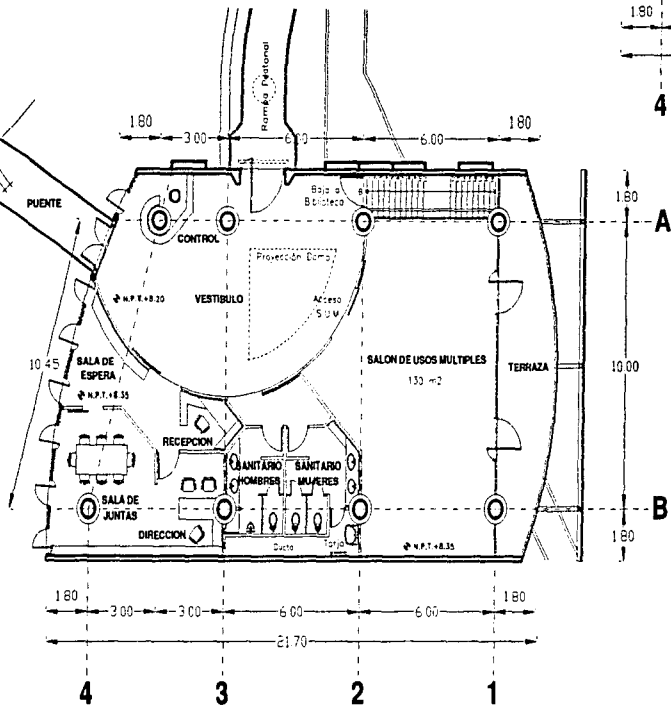 1.80
4
Rampa Peatonal
1.80 3.00 6.00 6.00 1.80
PUENTE
Baja a
Biblioteca
B
1.80
A
CONTROL
Proyección Domo
N.P.T.+8.20
VESTIBULO
Acceso
S.U.M.
10.45
SALA DE
ESPERA
SALON DE USOS MULTIPLES
130 m2
TERRAZA
10.00
N.P.T.+8.35
RECEPCION
SANITARIO
HOMBRES
SANITARIO
MUJERES
SALA DE
JUNTAS
B
DIRECCION
Ducto
Tarja
N.P.T.+8.35
1.80
1.80 3.00 3.00 6.00 6.00 1.80
21.70
4 3 2 1